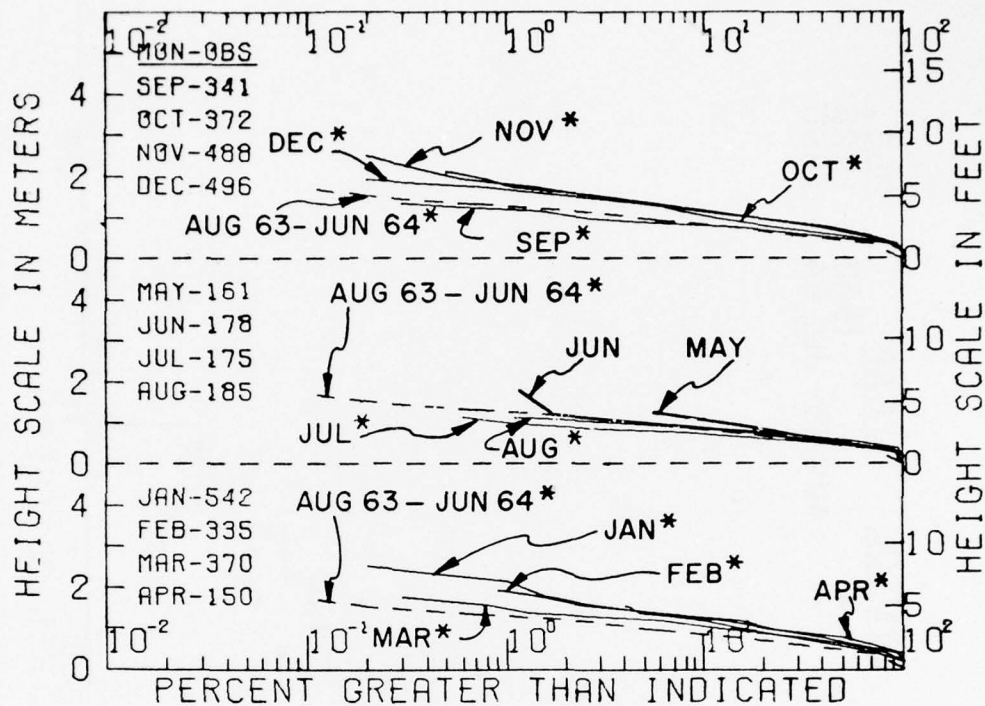 10⁻² 10⁻¹ 10⁰ 10¹ 10²
MON-OBS
SEP-341
OCT-372
NOV-488
DEC-496
DEC*
NOV*
OCT*
AUG 63-JUN 64*
SEP*
4
2
0
15
10
5
0
MAY-161
JUN-178
JUL-175
AUG-185
AUG 63-JUN 64*
JUN
MAY
JUL*
AUG*
4
2
0
10
5
0
JAN-542
FEB-335
MAR-370
APR-150
AUG 63-JUN 64*
JAN*
FEB*
APR*
MAR*
4
2
0
10
5
10⁻² 10⁻¹ 10⁰ 10¹ 10²
PERCENT GREATER THAN INDICATED
HEIGHT SCALE IN METERS
HEIGHT SCALE IN FEET